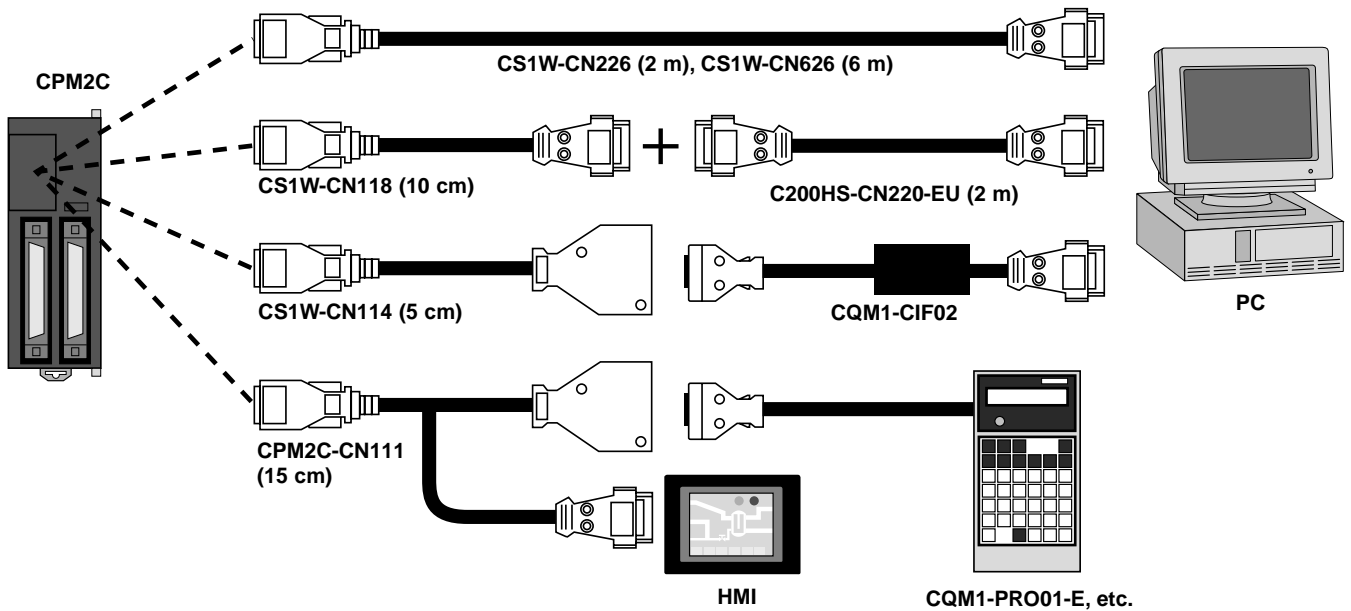 CS1W-CN226 (2 m), CS1W-CN626 (6 m)
CPM2C
CS1W-CN118 (10 cm)
C200HS-CN220-EU (2 m)
CS1W-CN114 (5 cm)
CQM1-CIF02
PC
CPM2C-CN111
(15 cm)
HMI
CQM1-PRO01-E, etc.